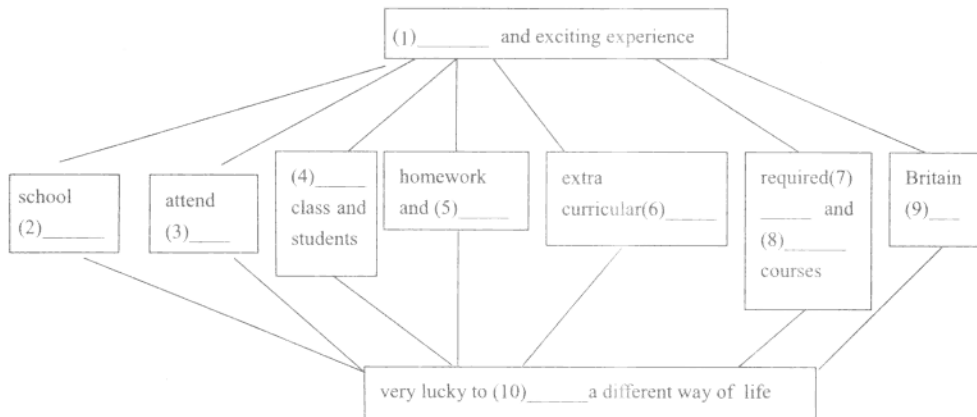 (1)_______ and exciting experience
school
(2)_______
attend
(3)____
(4)_____
class and
students
homework
and (5)_____
extra
curricular(6)_____
required(7)
_____ and
(8)______
courses
Britain
(9)___
very lucky to (10)______a different way of life